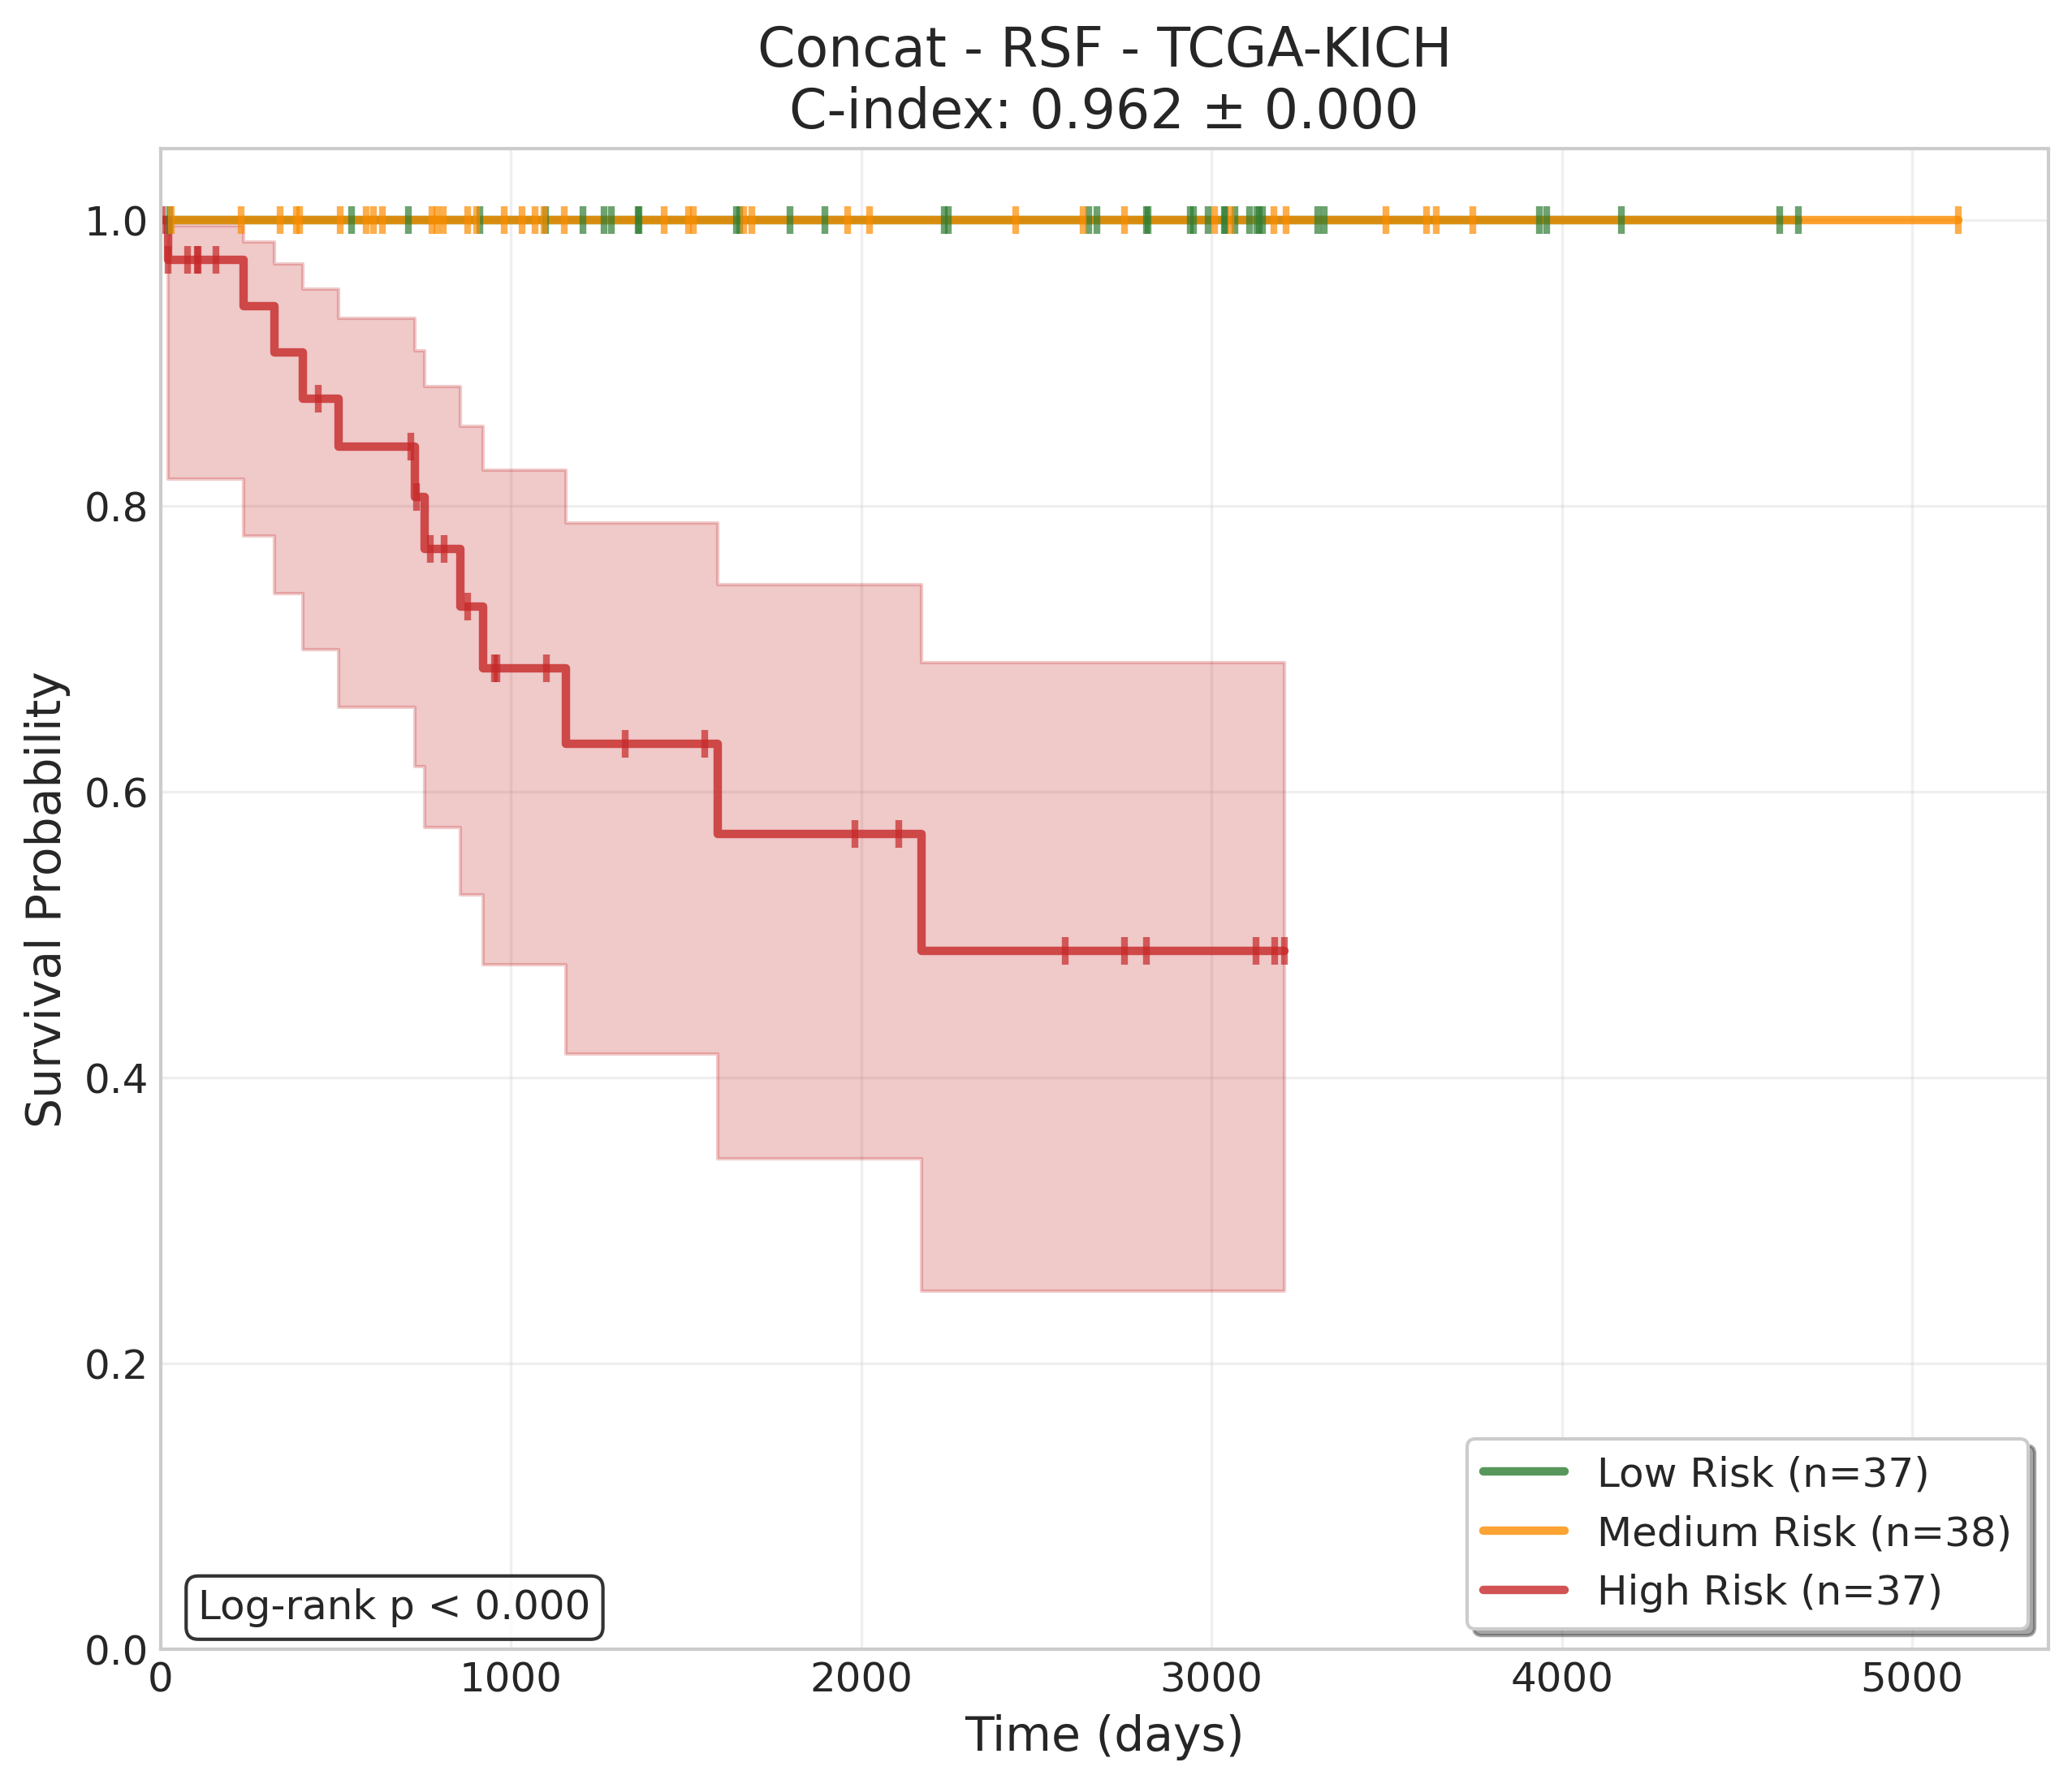 Concat - RSF - TCGA-KICH
C-index: 0.962 ± 0.000
Survival Probability
1.0
0.8
0.6
0.4
0.2
0.0
0 1000 2000 3000 4000 5000
Time (days)
Log-rank p < 0.000
Low Risk (n=37)
Medium Risk (n=38)
High Risk (n=37)